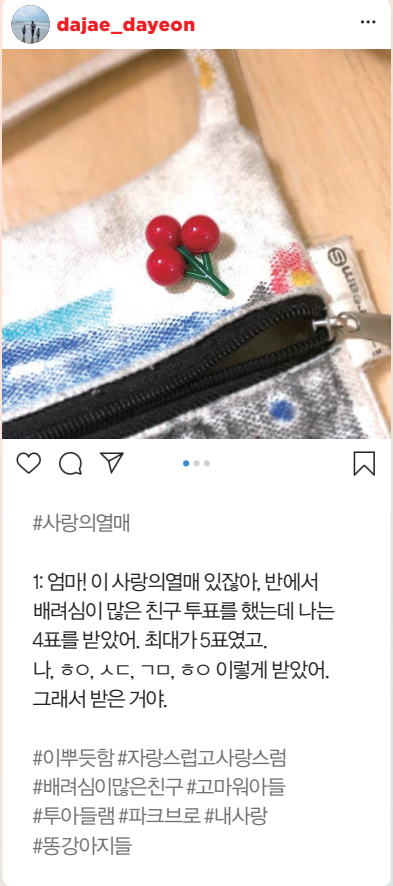 dajae_dayeon
#사랑의열매
1: 엄마! 이 사랑의열매 있잖아, 반에서
배려심이 많은 친구 투표를 했는데 나는
4표를 받았어. 최대가 5표였고.
나, ㅎㅇ, ㅅㄷ, ㄱㅁ, ㅎㅇ 이렇게 받았어.
그래서 받은 거야.
#이뿌듯함 #자랑스럽고사랑스럼
#배려심이많은친구 #고마워아들
#투아들램 #파크브로 #내사랑
#똥강아지들